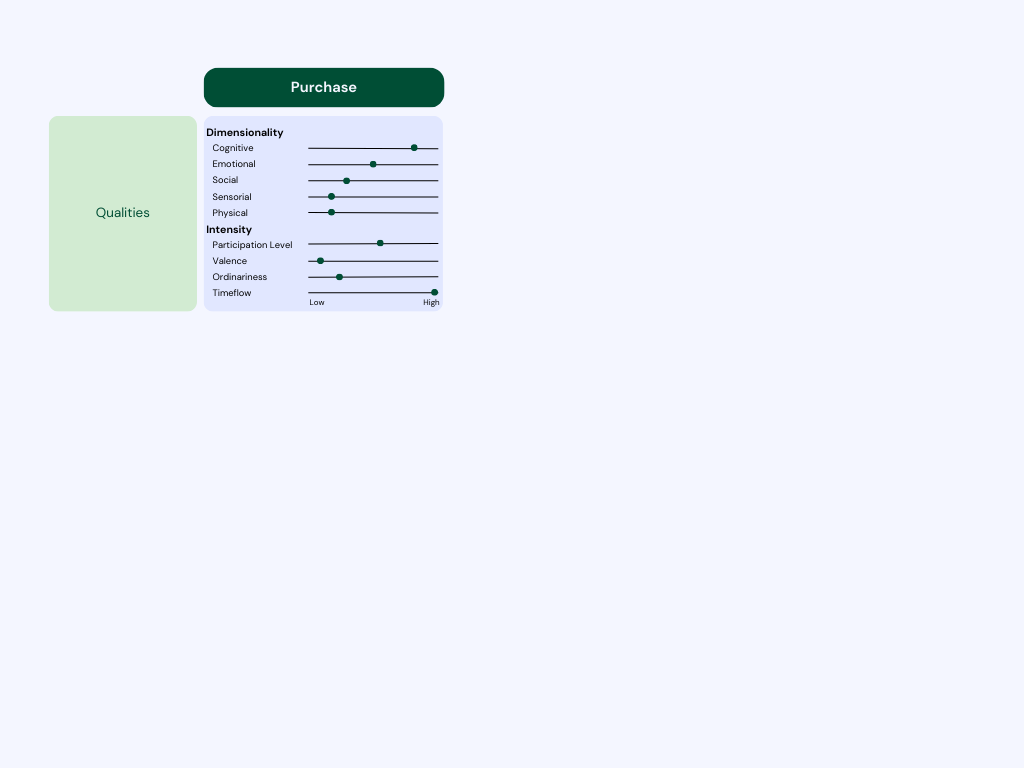 Purchase
Qualities
Dimensionality
Cognitive
Emotional
Social
Sensorial
Physical
Intensity
Participation Level
Valence
Ordinariness
Timeflow
Low High